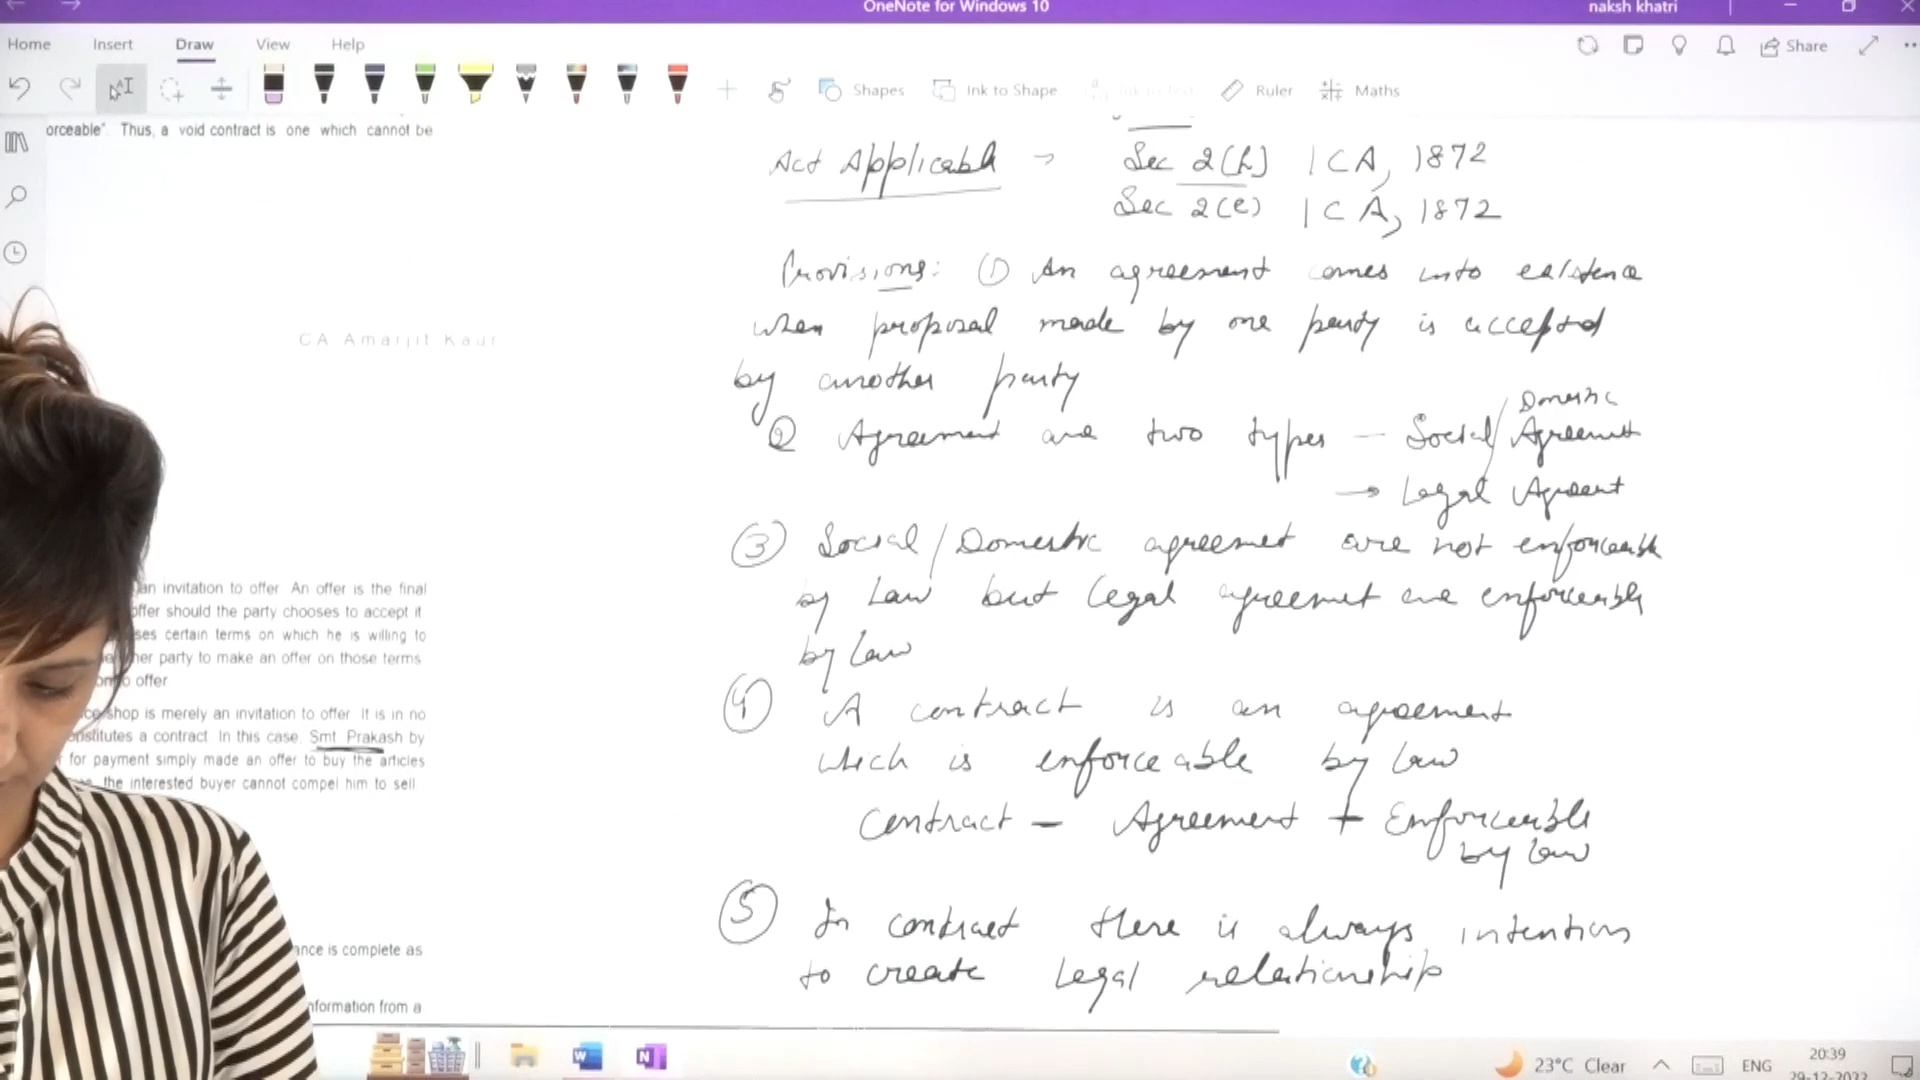 OneNote for Windows 10
naksh khatri
Home Insert Draw View Help
Share
Shapes Ink to Shape Ink to Text Ruler Maths
orceable". Thus, a void contract is one which cannot be
CA Amarjit Kaur
an invitation to offer An offer is the final
offer should the party chooses to accept it
ses certain terms on which he is willing to
her party to make an offer on those terms
offer
shop is merely an invitation to offer It is in no
onstitutes a contract In this case, Smt Prakash by
for payment simply made an offer to buy the articles
the interested buyer cannot compel him to sell
ance is complete as
nformation from a
Act Applicable → Sec 2(h) ICA, 1872
Sec 2(e) ICA, 1872
Provisions: ① An agreement comes into existence
when proposal made by one party is accepted
by another party
② Agreement are two types — Social/Domestic Agreement
→ Legal Agreement
③ Social/Domestic agreement are not enforceable
by Law but legal agreement are enforceable
by law
④ A contract is an agreement
which is enforceable by law
Contract – Agreement + Enforceable
by law
⑤ In contract there is always intention
to create legal relationship
23°C Clear
ENG
20:39
29-12-2022